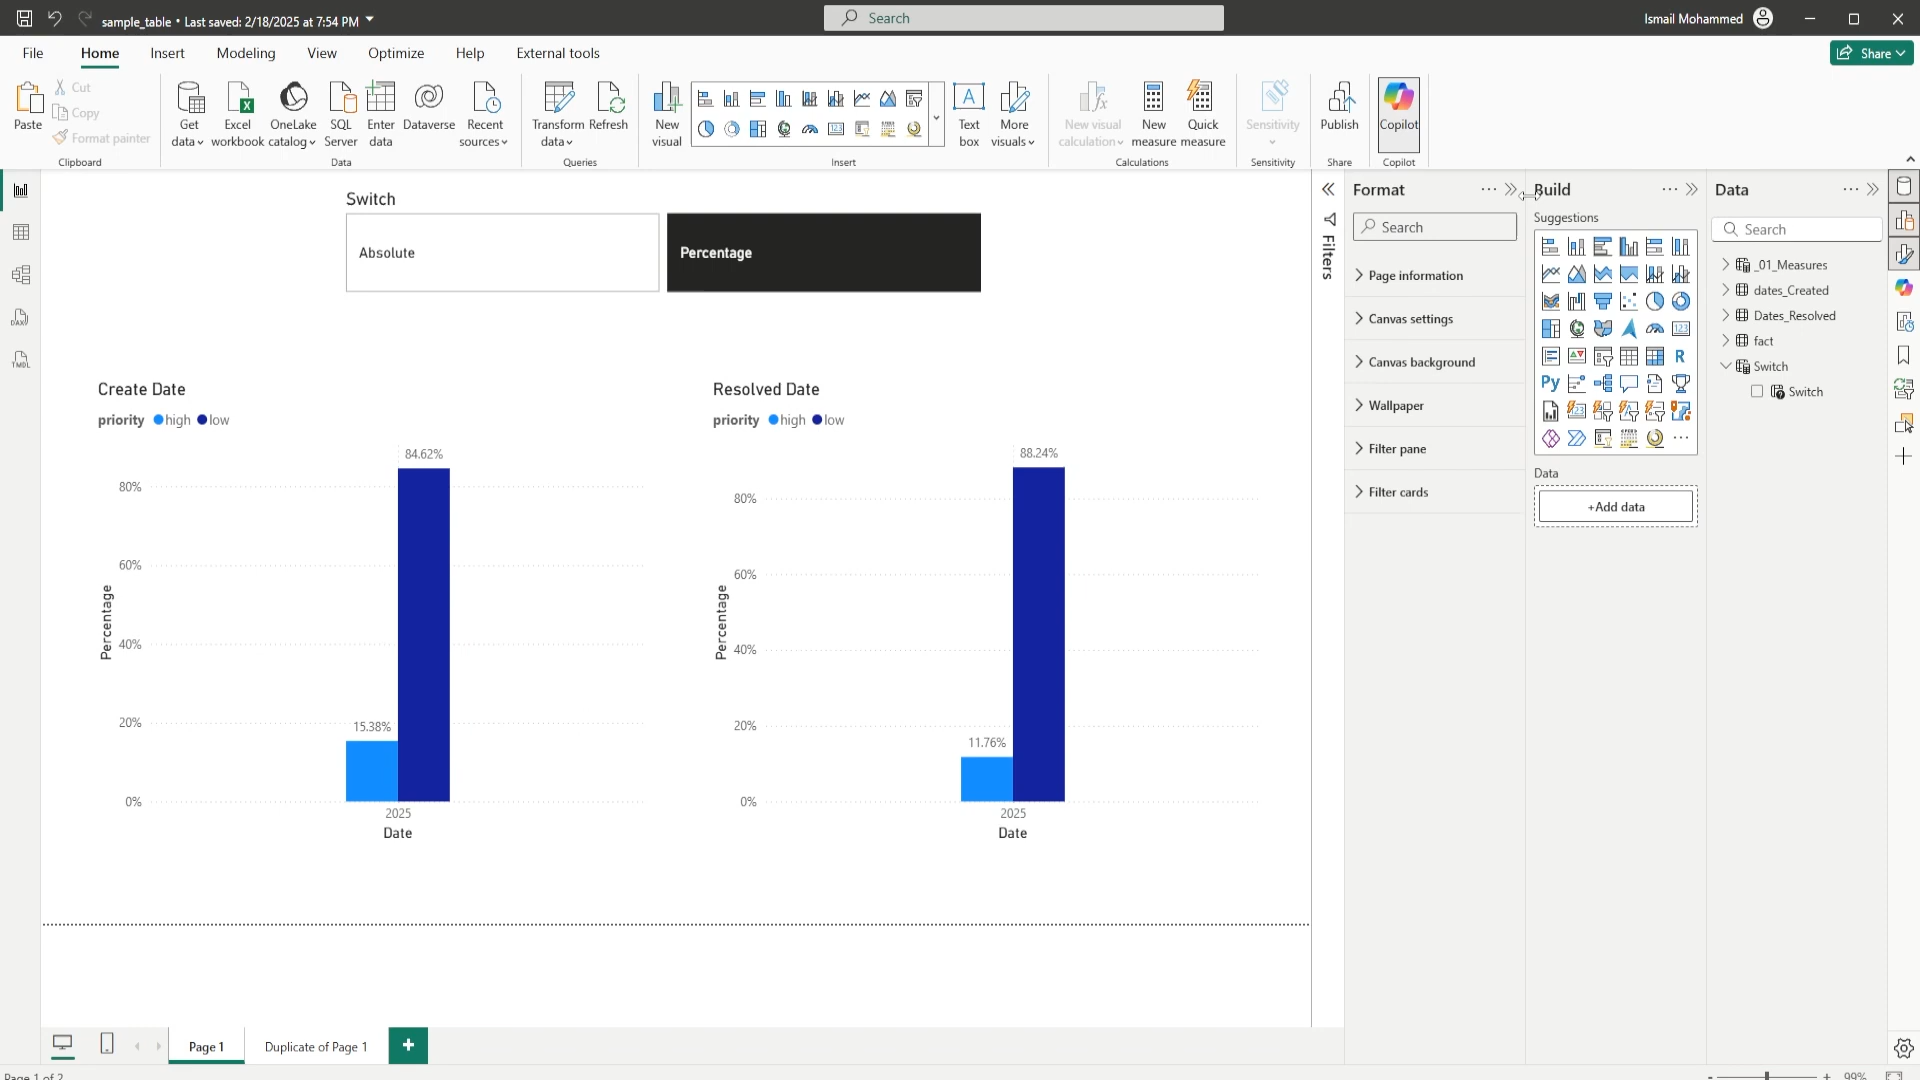 sample_table • Last saved: 2/18/2025 at 7:54 PM
Search
Ismail Mohammed
File Home Insert Modeling View Optimize Help External tools
Share
Paste
Cut
Copy
Format painter
Clipboard
Get data
Excel workbook
OneLake catalog
SQL Server
Enter data
Dataverse
Recent sources
Data
Transform data
Refresh
Queries
New visual
Text box
More visuals
Insert
New visual calculation
New measure
Quick measure
Calculations
Sensitivity
Sensitivity
Publish
Share
Copilot
Copilot
DAX
TMDL
Switch
Absolute
Percentage
Create Date
priority high low
84.62%
80%
60%
40%
20%
0%
15.38%
Percentage
2025
Date
Resolved Date
priority high low
88.24%
80%
60%
40%
20%
0%
11.76%
Percentage
2025
Date
Filters
Format
Search
Page information
Canvas settings
Canvas background
Wallpaper
Filter pane
Filter cards
Build
Suggestions
123
R
Py
Data
+Add data
Data
Search
_01_Measures
dates_Created
Dates_Resolved
fact
Switch
Switch
Page 1
Duplicate of Page 1
+
Page 1 of 2
- + 99%